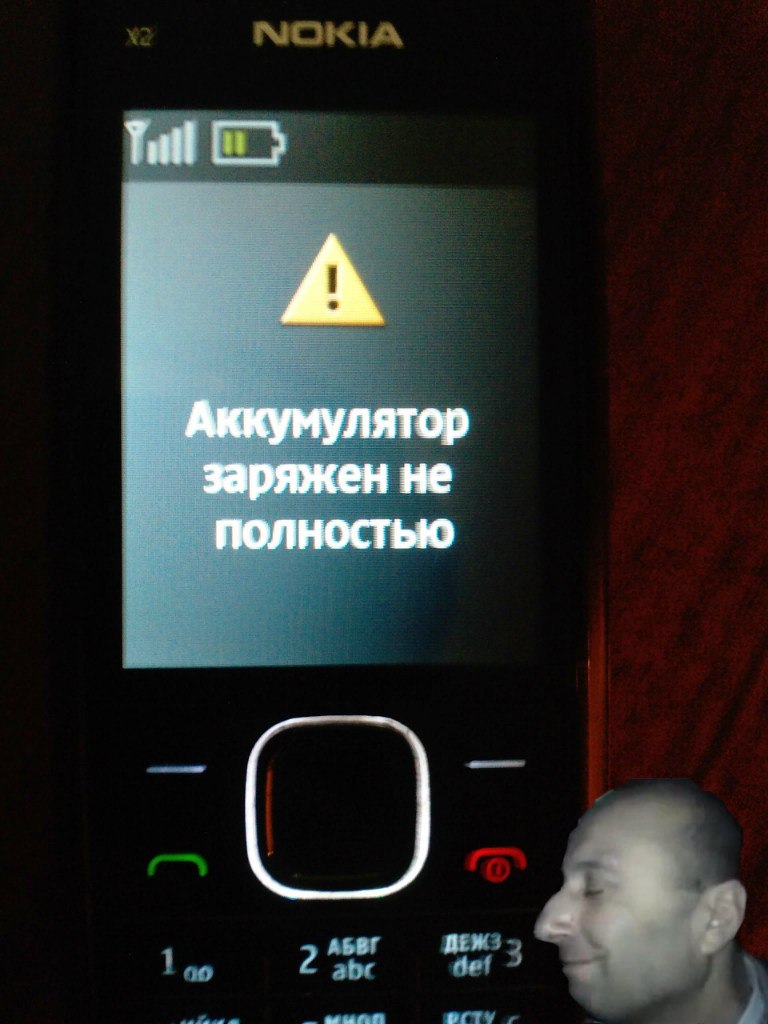 X2 NOKIA
Аккумулятор
заряжен не
полностью
1 2 АБВГ ДЕЖЗ 3
abc def